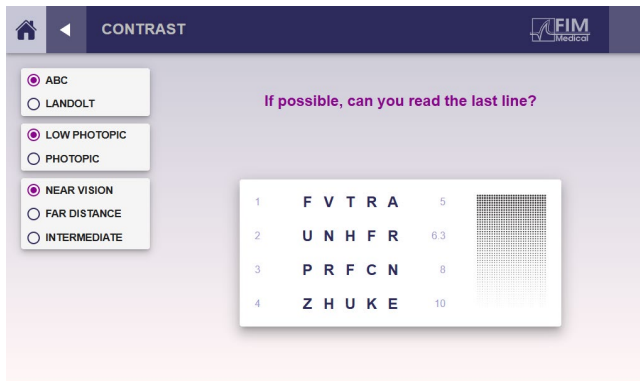 CONTRAST
FIM
Medical
ABC
LANDOLT
LOW PHOTOPIC
PHOTOPIC
NEAR VISION
FAR DISTANCE
INTERMEDIATE
If possible, can you read the last line?
1 F V T R A 5
2 U N H F R 6.3
3 P R F C N 8
4 Z H U K E 10